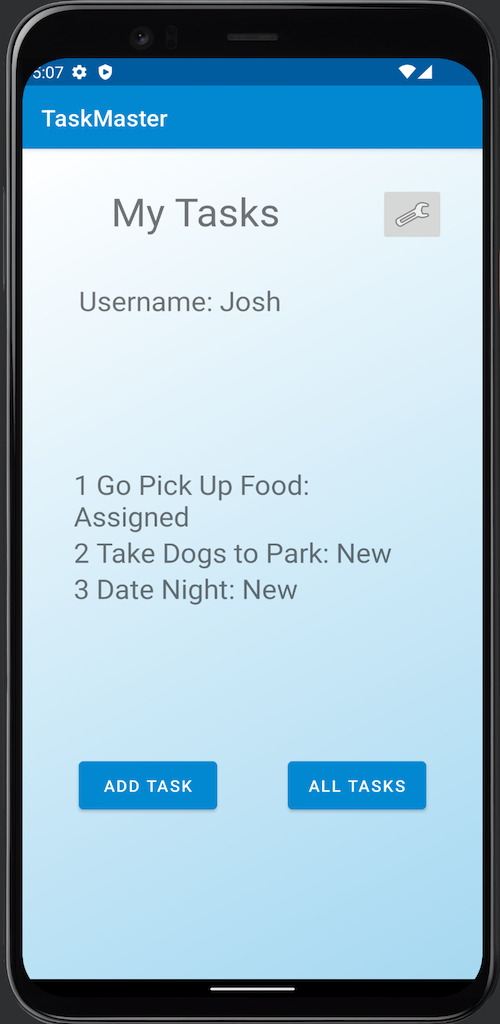 5:07
TaskMaster
My Tasks
Username: Josh
1 Go Pick Up Food:
Assigned
2 Take Dogs to Park: New
3 Date Night: New
ADD TASK
ALL TASKS